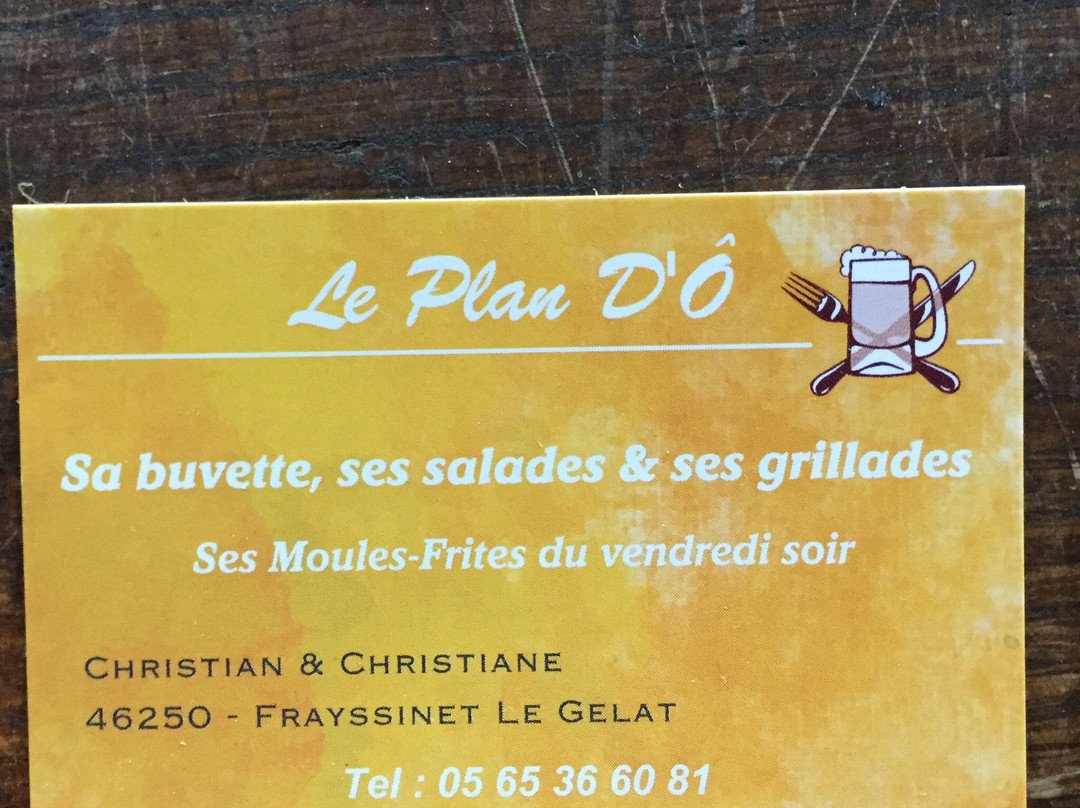 Le Plan D'Ô
Sa buvette, ses salades & ses grillades
Ses Moules-Frites du vendredi soir
Christian & Christiane
46250 - Frayssinet Le Gelat
Tel : 05 65 36 60 81